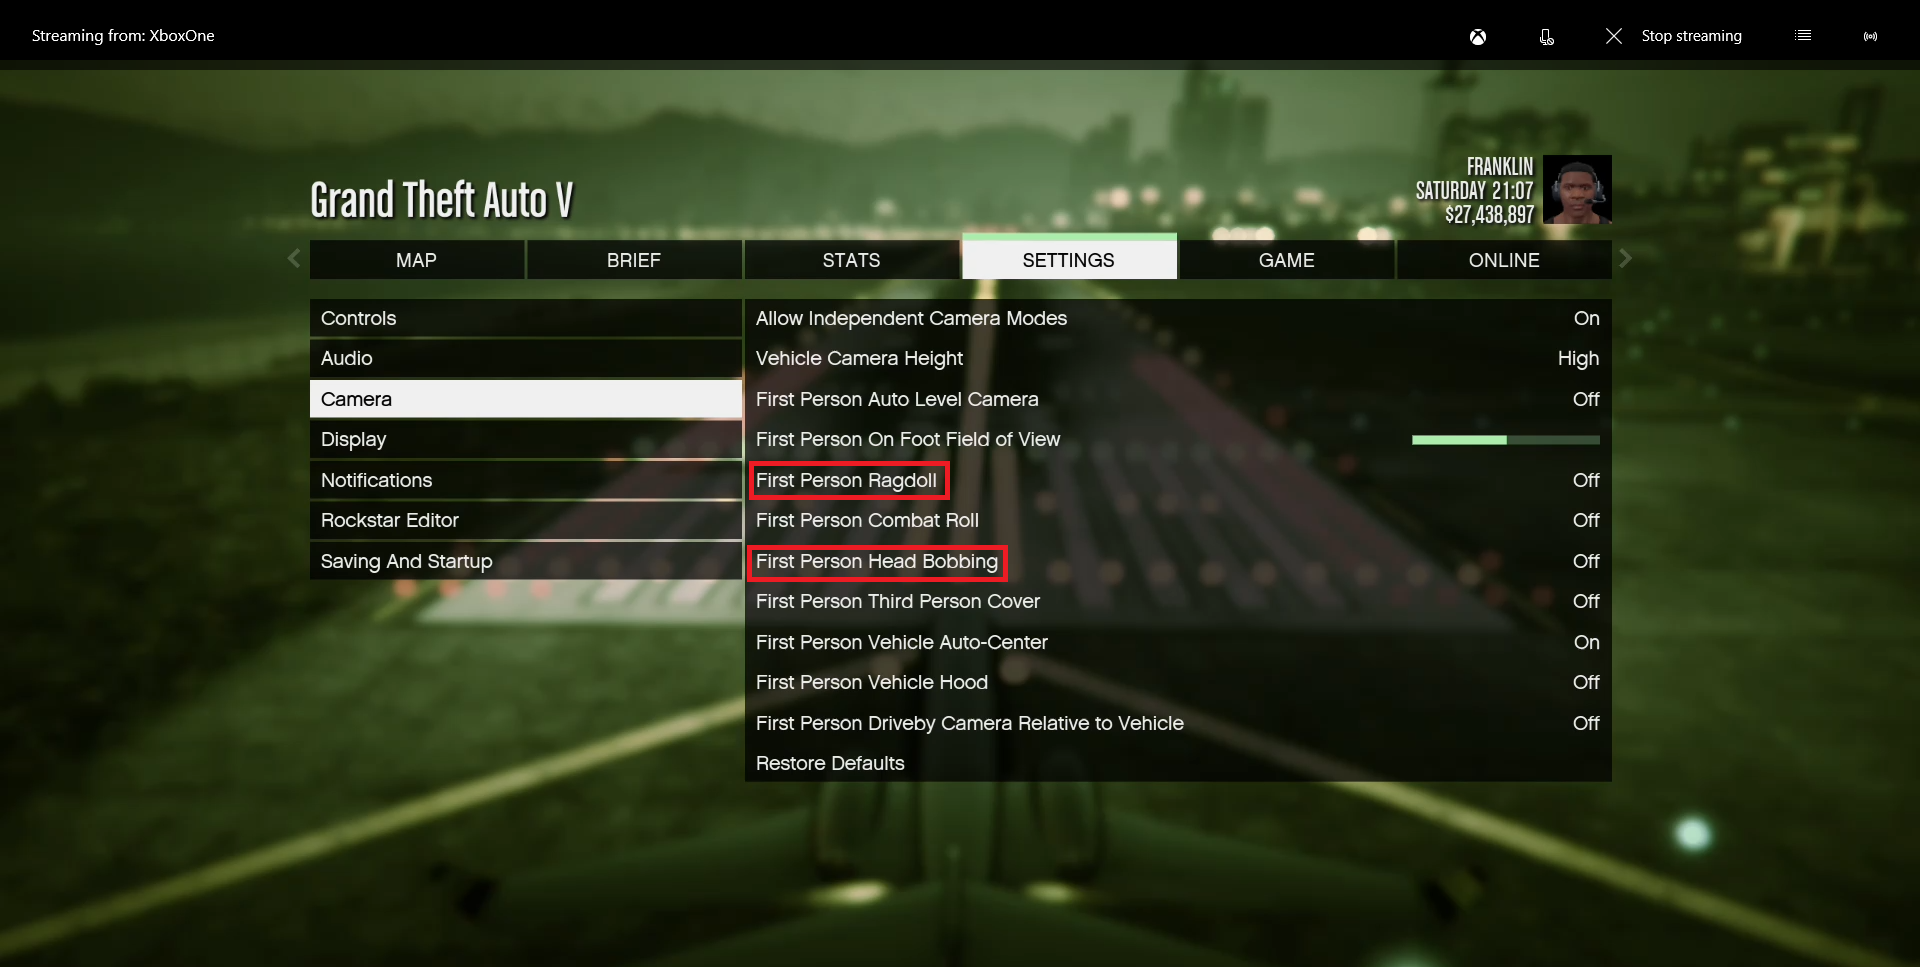 Streaming from: XboxOne
Stop streaming
Grand Theft Auto V
FRANKLIN
SATURDAY 21:07
$27,438,897
MAP BRIEF STATS SETTINGS GAME ONLINE
Controls
Audio
Camera
Display
Notifications
Rockstar Editor
Saving And Startup
Allow Independent Camera Modes On
Vehicle Camera Height High
First Person Auto Level Camera Off
First Person On Foot Field of View
First Person Ragdoll Off
First Person Combat Roll Off
First Person Head Bobbing Off
First Person Third Person Cover Off
First Person Vehicle Auto-Center On
First Person Vehicle Hood Off
First Person Driveby Camera Relative to Vehicle Off
Restore Defaults